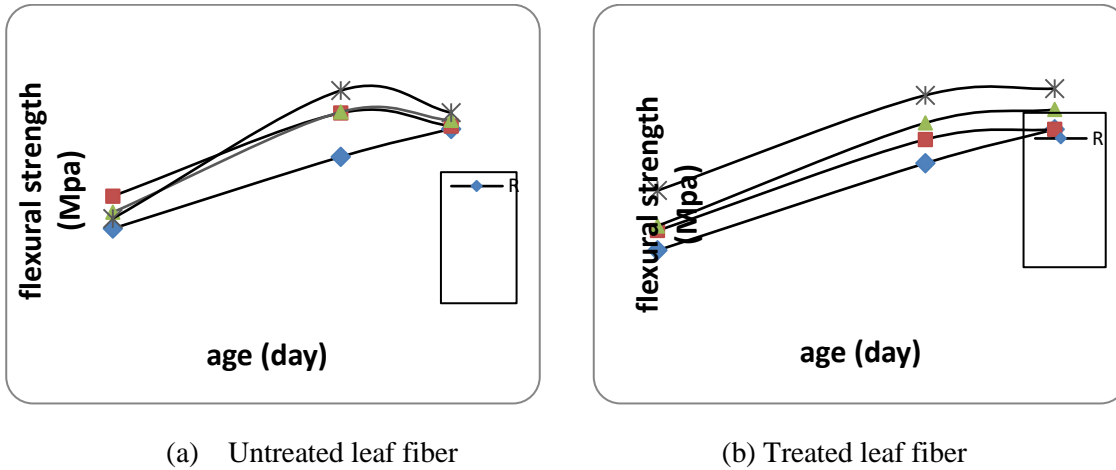 flexural strength
(Mpa)
R
age (day)
flexural strength
(Mpa)
R
age (day)
(a) Untreated leaf fiber
(b) Treated leaf fiber